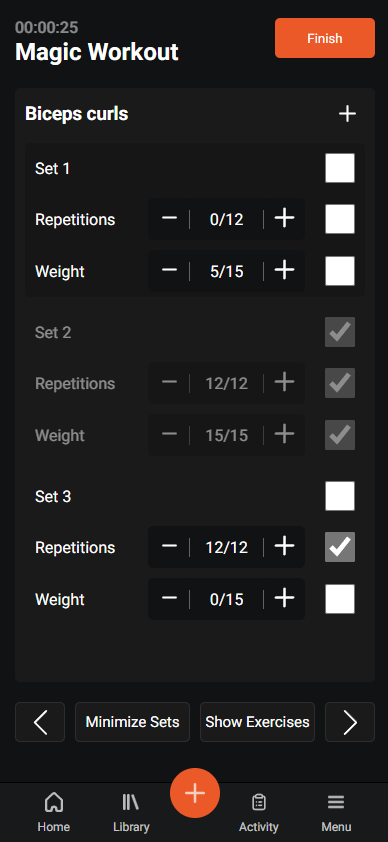 00:00:25
Magic Workout
Finish
Biceps curls
Set 1
Repetitions 0/12
Weight 5/15
Set 2
Repetitions 12/12
Weight 15/15
Set 3
Repetitions 12/12
Weight 0/15
Minimize Sets Show Exercises
Home Library Activity Menu